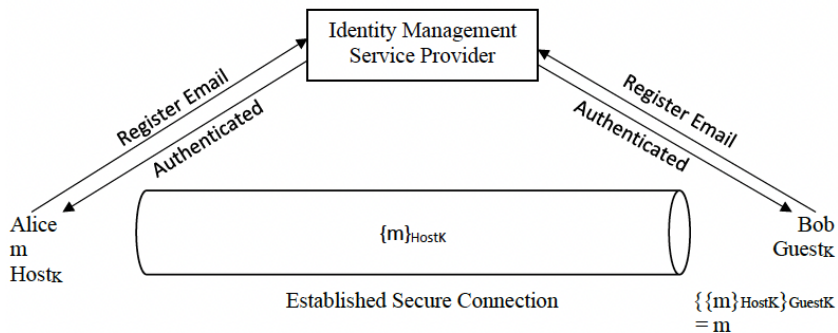 Identity Management
Service Provider
Register Email
Authenticated
Register Email
Authenticated
Alice
m
HostK
{m}HostK
Bob
GuestK
Established Secure Connection
{{m}HostK}GuestK
= m